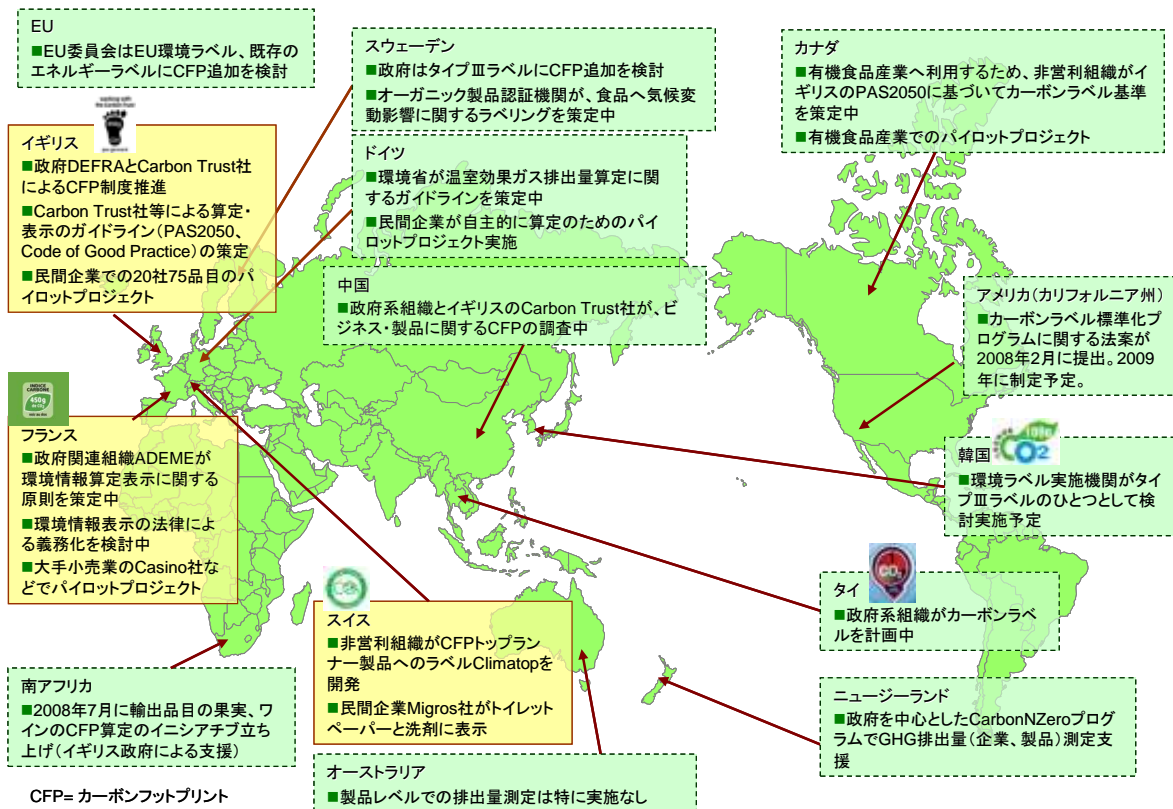 EU
■EU委員会はEU環境ラベル、既存の
エネルギーラベルにCFP追加を検討
スウェーデン
■政府はタイプⅢラベルにCFP追加を検討
■オーガニック製品認証機関が、食品へ気候変
動影響に関するラベリングを策定中
カナダ
■有機食品産業へ利用するため、非営利組織がイ
ギリスのPAS2050に基づいてカーボンラベル基準
を策定中
■有機食品産業でのパイロットプロジェクト
イギリス
■政府DEFRAとCarbon Trust社
によるCFP制度推進
■Carbon Trust社等による算定・
表示のガイドライン(PAS2050、
Code of Good Practice)の策定
■民間企業での20社75品目のパ
イロットプロジェクト
ドイツ
■環境省が温室効果ガス排出量算定に関
するガイドラインを策定中
■民間企業が自主的に算定のためのパイ
ロットプロジェクト実施
中国
■政府系組織とイギリスのCarbon Trust社が、ビ
ジネス・製品に関するCFPの調査中
アメリカ(カリフォルニア州)
■カーボンラベル標準化プ
ログラムに関する法案が
2008年2月に提出。2009
年に制定予定。
INDICE
CARBONE
450g
フランス
■政府関連組織ADEMEが
環境情報算定表示に関する
原則を策定中
■環境情報表示の法律によ
る義務化を検討中
■大手小売業のCasino社な
どでパイロットプロジェクト
韓国
CO2
■環境ラベル実施機関がタイ
プⅢラベルのひとつとして検
討実施予定
CO2
タイ
■政府系組織がカーボンラベ
ルを計画中
スイス
■非営利組織がCFPトップラン
ナー製品へのラベルClimatopを
開発
■民間企業Migros社がトイレット
ペーパーと洗剤に表示
南アフリカ
■2008年7月に輸出品目の果実、ワ
インのCFP算定のイニシアチブ立ち
上げ(イギリス政府による支援)
ニュージーランド
■政府を中心としたCarbonNZeroプログ
ラムでGHG排出量(企業、製品)測定支
援
オーストラリア
■製品レベルでの排出量測定は特に実施なし
CFP= カーボンフットプリント